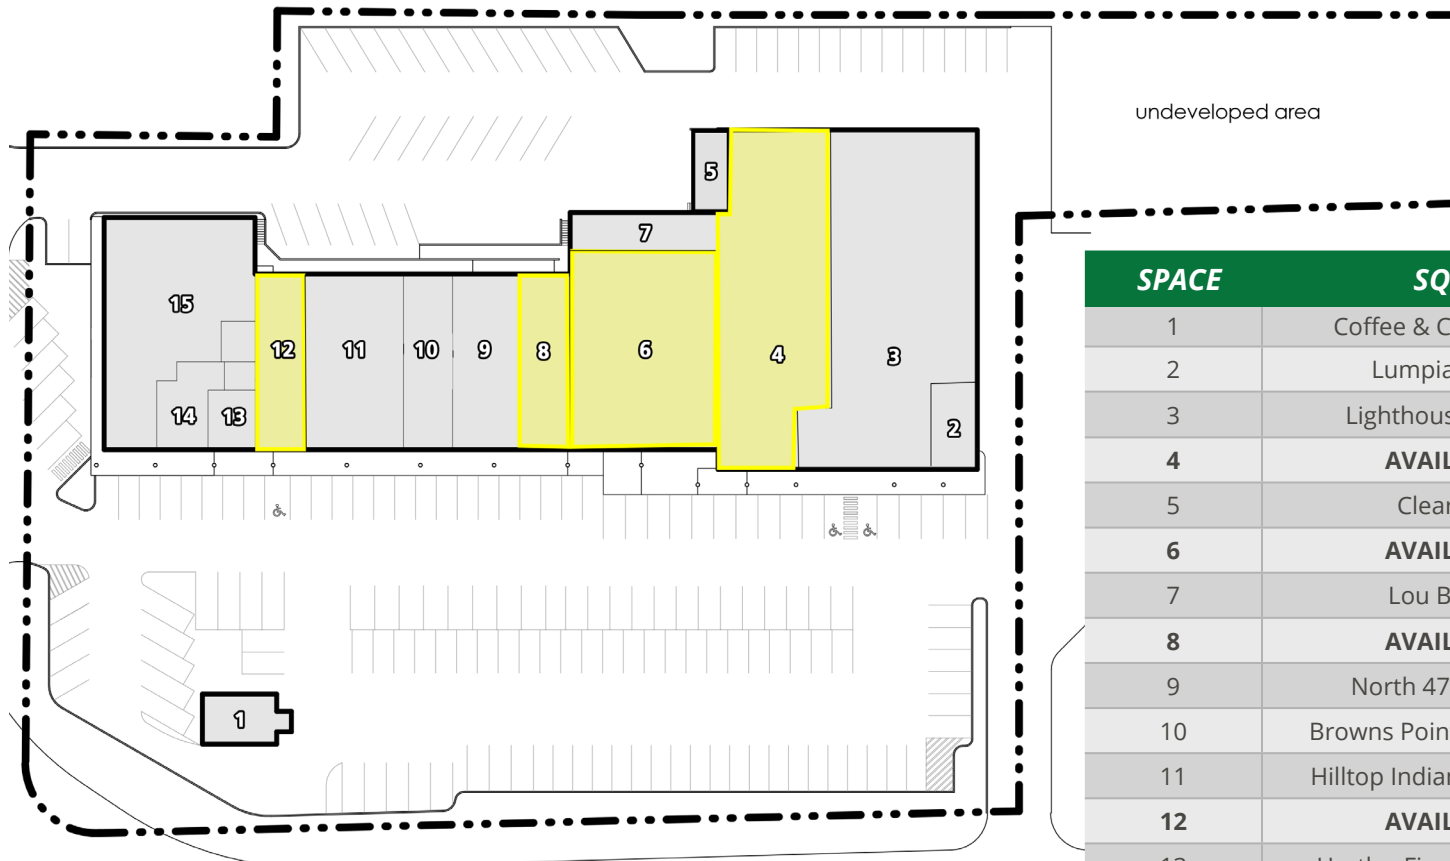 undeveloped area
5
7
15
12
11
10
9
8
6
4
3
14
13
2
1
SPACE SQ
1 Coffee & C
2 Lumpia
3 Lighthous
4 AVAIL
5 Clear
6 AVAIL
7 Lou B
8 AVAIL
9 North 47
10 Browns Poin
11 Hilltop Indian
12 AVAIL